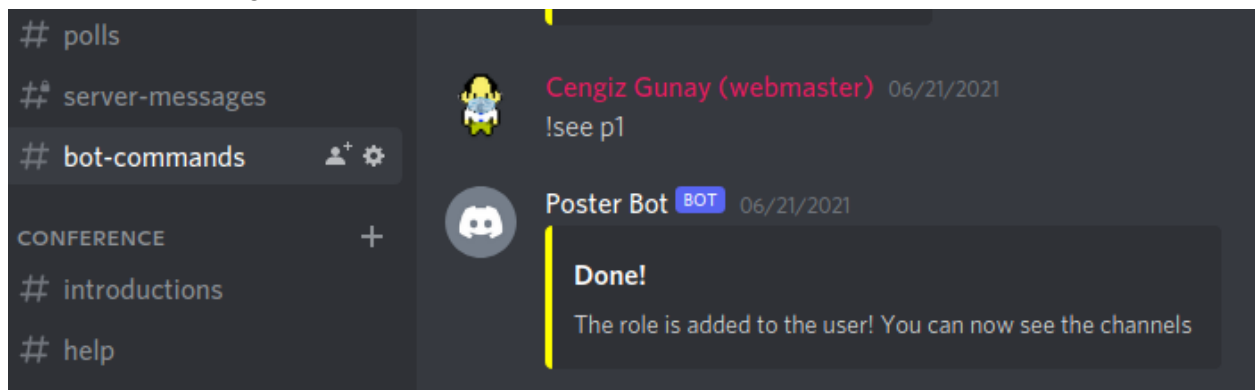 # polls
# server-messages
# bot-commands
CONFERENCE +
# introductions
# help
Cengiz Gunay (webmaster) 06/21/2021
!see p1
Poster Bot BOT 06/21/2021
Done!
The role is added to the user! You can now see the channels